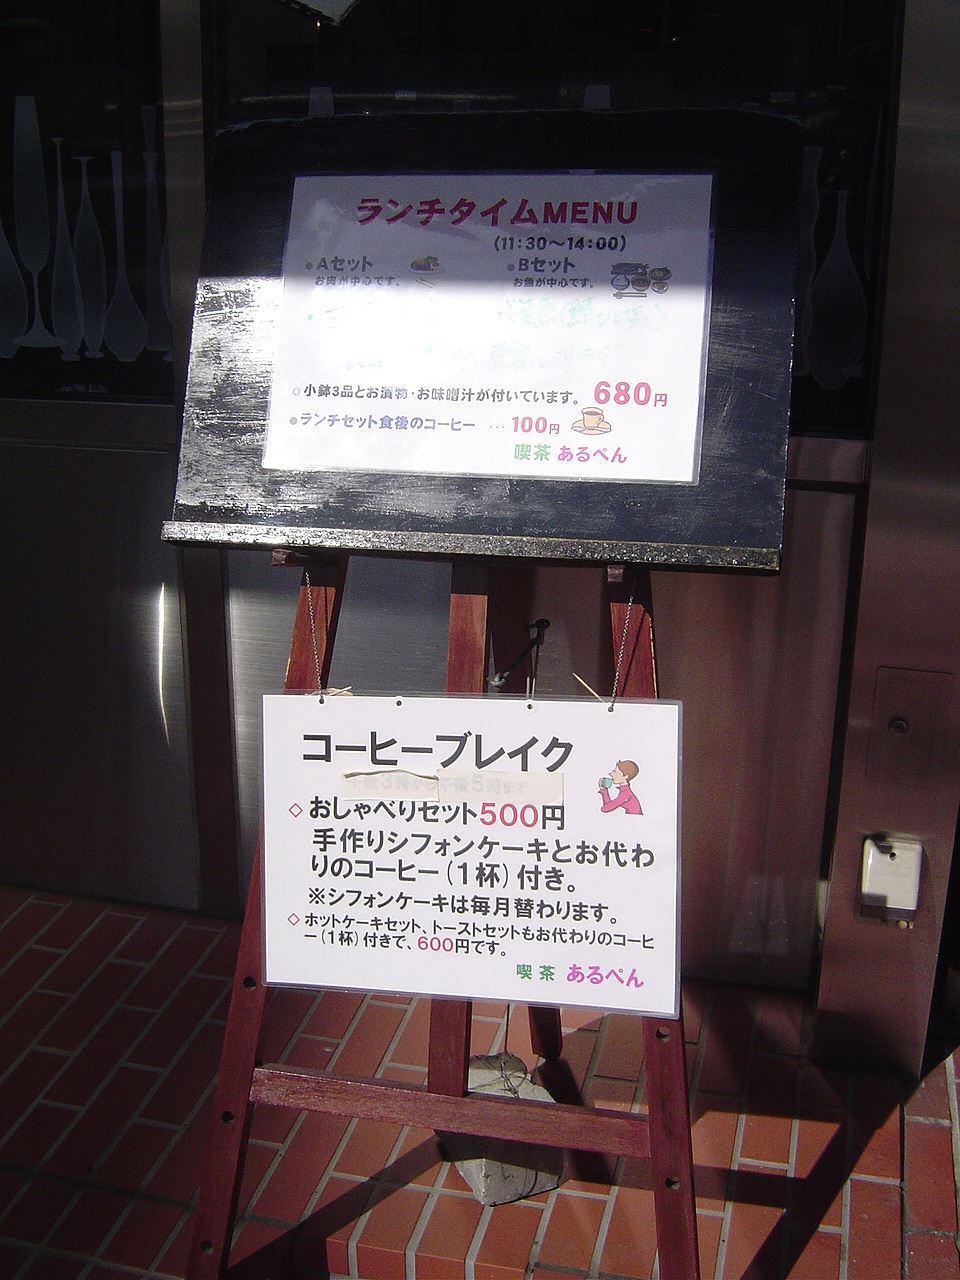 ランチタイムMENU
(11:30～14:00)
●Aセット
お肉が中心です。
●Bセット
お魚が中心です。
○小鉢3品とお漬物・お味噌汁が付いています。 680円
●ランチセット食後のコーヒー …100円
喫茶 あるぺん
コーヒーブレイク
◇おしゃべりセット500円
手作りシフォンケーキとお代わ
りのコーヒー(1杯)付き。
※シフォンケーキは毎月替わります。
◇ホットケーキセット、トーストセットもお代わりのコーヒ
ー(1杯)付きで、600円です。
喫茶 あるぺん